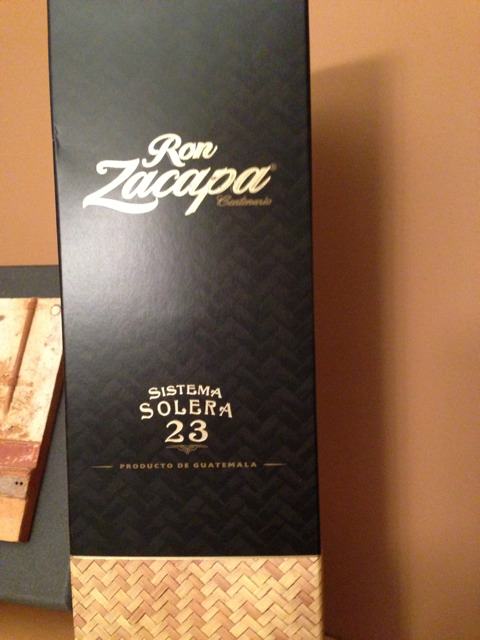 Ron
Zacapa®
Centenario
SISTEMA
SOLERA
23
PRODUCTO DE GUATEMALA